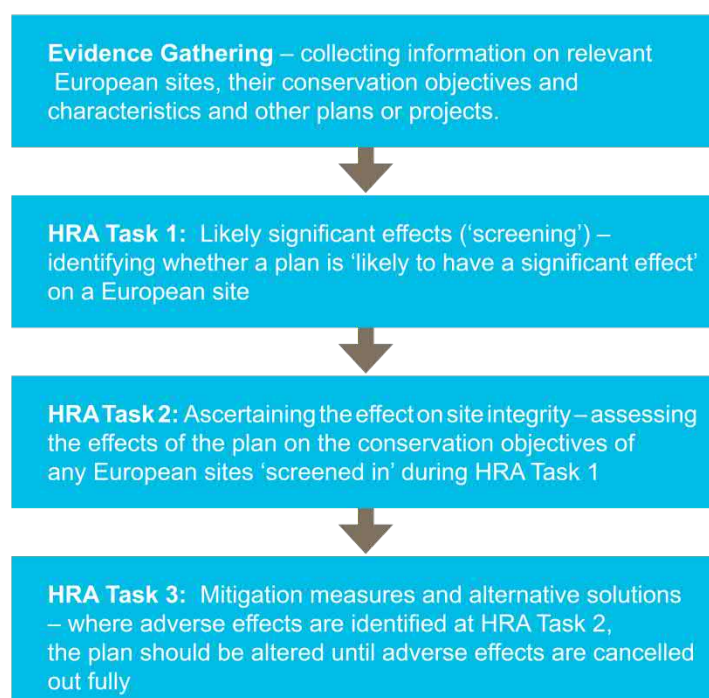 Evidence Gathering – collecting information on relevant
European sites, their conservation objectives and
characteristics and other plans or projects.
HRA Task 1: Likely significant effects (‘screening’) –
identifying whether a plan is ‘likely to have a significant effect’
on a European site
HRA Task 2: Ascertaining the effect on site integrity – assessing
the effects of the plan on the conservation objectives of
any European sites ‘screened in’ during HRA Task 1
HRA Task 3: Mitigation measures and alternative solutions
– where adverse effects are identified at HRA Task 2,
the plan should be altered until adverse effects are cancelled
out fully